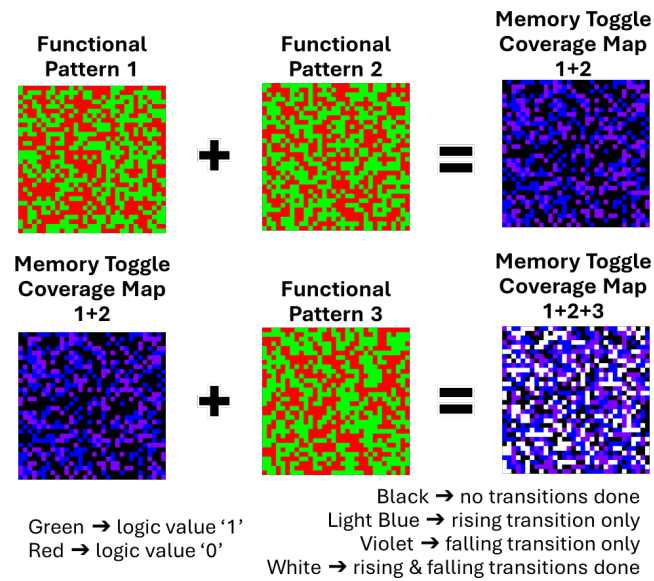 Functional
Pattern 1
Functional
Pattern 2
Memory Toggle
Coverage Map
1+2
+
=
Memory Toggle
Coverage Map
1+2
Functional
Pattern 3
Memory Toggle
Coverage Map
1+2+3
+
=
Green ➔ logic value ‘1’
Red ➔ logic value ‘0’
Black ➔ no transitions done
Light Blue ➔ rising transition only
Violet ➔ falling transition only
White ➔ rising & falling transitions done